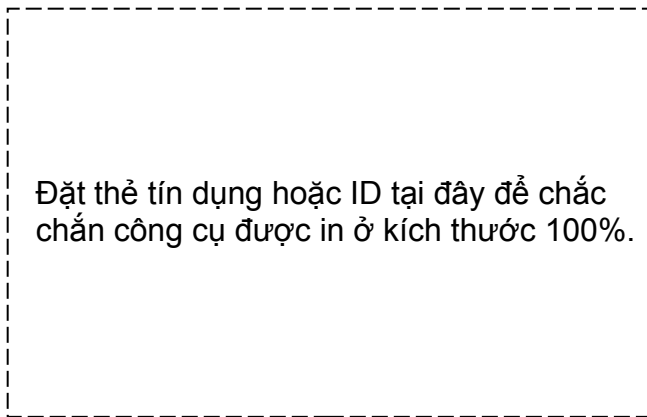 Đặt thẻ tín dụng hoặc ID tại đây để chắc
chắn công cụ được in ở kích thước 100%.